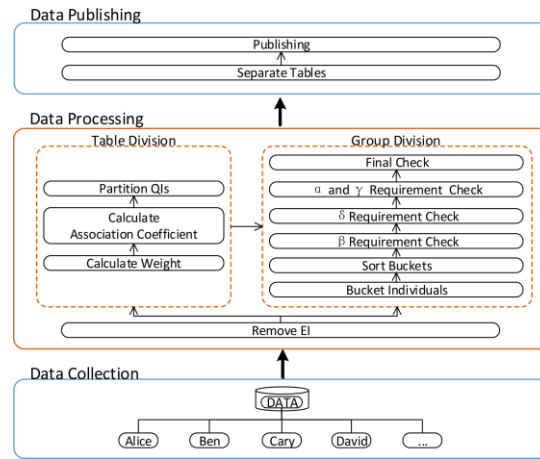 Data Publishing
Publishing
Separate Tables
Data Processing
Table Division
Partition QIs
Calculate
Association Coefficient
Calculate Weight
Group Division
Final Check
α and γ Requirement Check
δ Requirement Check
β Requirement Check
Sort Buckets
Bucket Individuals
Remove EI
Data Collection
DATA
Alice
Ben
Cary
David
...